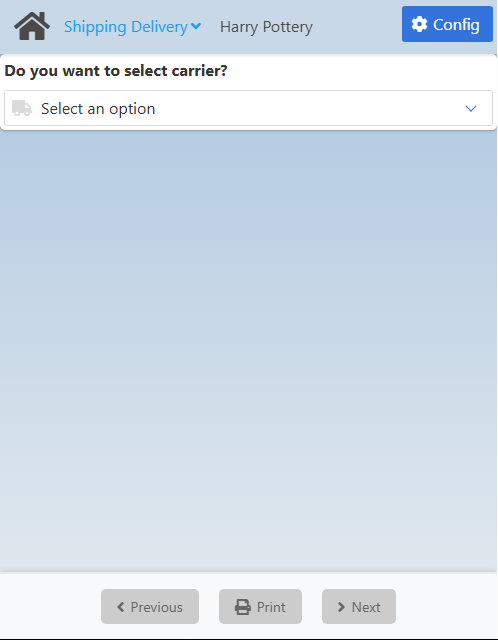 Shipping Delivery Harry Pottery Config
Do you want to select carrier?
Select an option
Previous Print Next